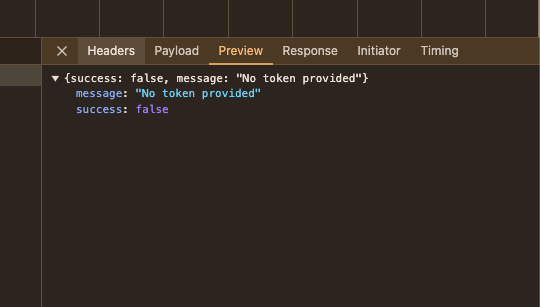 Headers Payload Preview Response Initiator Timing
{success: false, message: "No token provided"}
message: "No token provided"
success: false